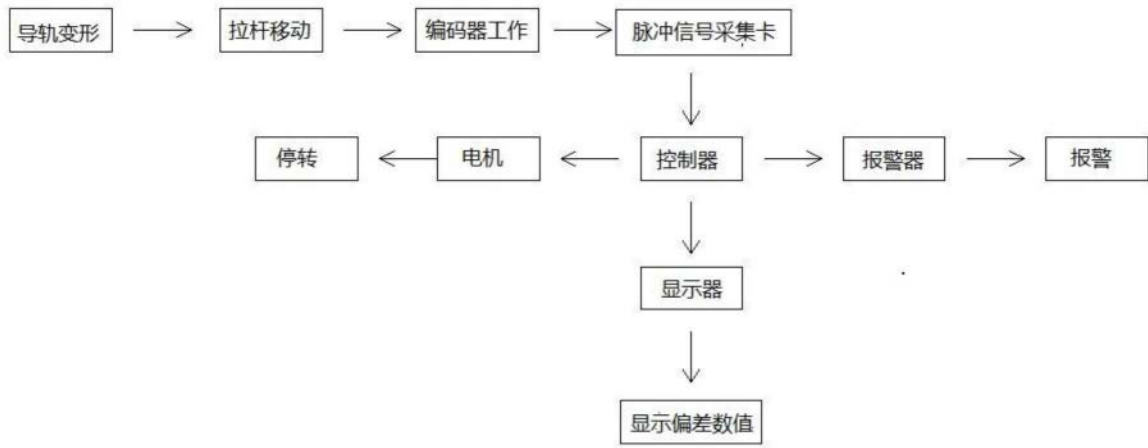 导轨变形
拉杆移动
编码器工作
脉冲信号采集卡
停转
电机
控制器
报警器
报警
显示器
显示偏差数值